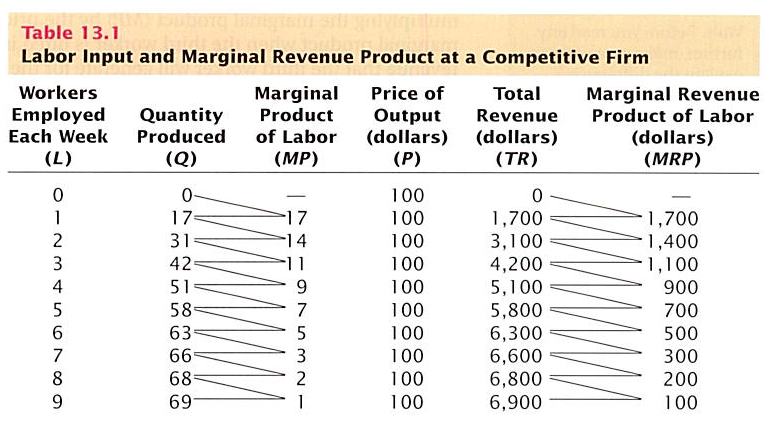 Table 13.1
Labor Input and Marginal Revenue Product at a Competitive Firm
Workers Employed Each Week (L) Quantity Produced (Q) Marginal Product of Labor (MP) Price of Output (dollars) (P) Total Revenue (dollars) (TR) Marginal Revenue Product of Labor (dollars) (MRP)
0 0 — 100 0 —
1 17 17 100 1,700 1,700
2 31 14 100 3,100 1,400
3 42 11 100 4,200 1,100
4 51 9 100 5,100 900
5 58 7 100 5,800 700
6 63 5 100 6,300 500
7 66 3 100 6,600 300
8 68 2 100 6,800 200
9 69 1 100 6,900 100